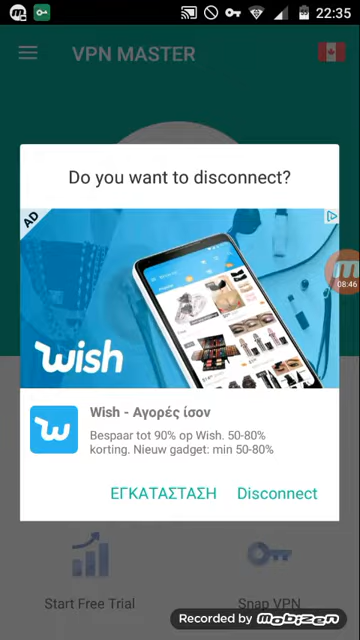 22:35
VPN MASTER
Do you want to disconnect?
AD
wish
08:46
Wish - Αγορές ίσον
Bespaar tot 90% op Wish. 50-80%
korting. Nieuw gadget: min 50-80%
ΕΓΚΑΤΑΣΤΑΣΗ
Disconnect
Start Free Trial
Snap VPN
Recorded by Mobizen